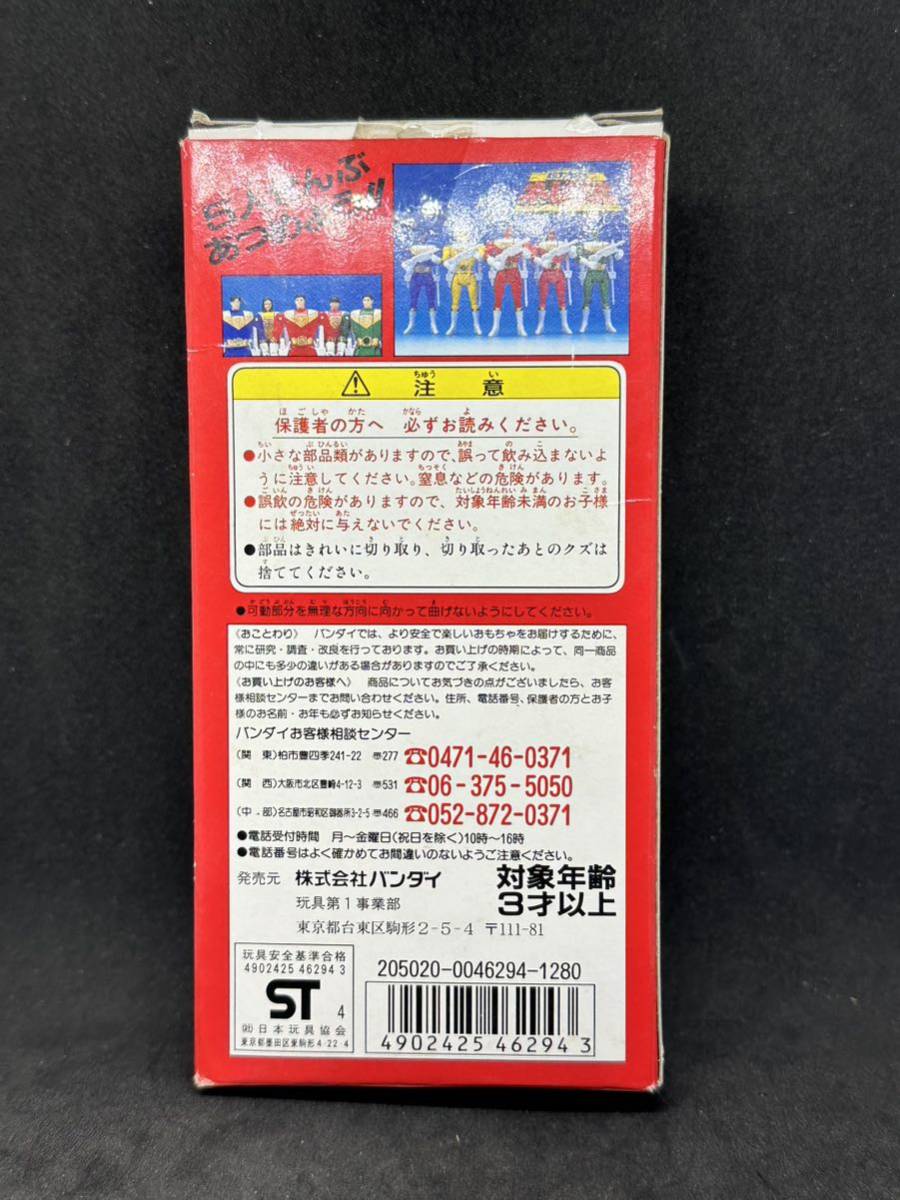 5人ぜんぶ
あつめよう!!
⚠ 注意
保護者の方へ 必ずお読みください。
●小さな部品類がありますので、誤って飲み込まないよ
うに注意してください。窒息などの危険があります。
●誤飲の危険がありますので、対象年齢未満のお子様
には絶対に与えないでください。
●部品はきれいに切り取り、切り取ったあとのクズは
捨ててください。
●可動部分を無理な方向に向かって曲げないようにしてください。
〈おことわり〉 バンダイでは、より安全で楽しいおもちゃをお届けするために、
常に研究・調査・改良を行っております。お買い上げの時期によって、同一商品
の中にも多少の違いがある場合がありますのでご了承ください。
〈お買い上げのお客様へ〉 商品についてお気づきの点がございましたら、お客
様相談センターまでお問い合わせください。住所、電話番号、保護者の方とお子
様のお名前・お年も必ずお知らせください。
バンダイお客様相談センター
(関 東)柏市豊四季241-22 〠277 ☎0471-46-0371
(関 西)大阪市北区豊崎4-12-3 〠531 ☎06-375-5050
(中 部)名古屋市昭和区御器所3-2-5 〠466 ☎052-872-0371
●電話受付時間 月〜金曜日(祝日を除く)10時〜16時
●電話番号はよく確かめてお間違いのないようご注意ください。
発売元 株式会社バンダイ
玩具第1事業部
東京都台東区駒形2-5-4 〒111-81
対象年齢
3才以上
玩具安全基準合格
4902425 46294 3
ST 4
㈳日本玩具協会
東京都墨田区東駒形4-22-4
205020-0046294-1280
4902425 462943